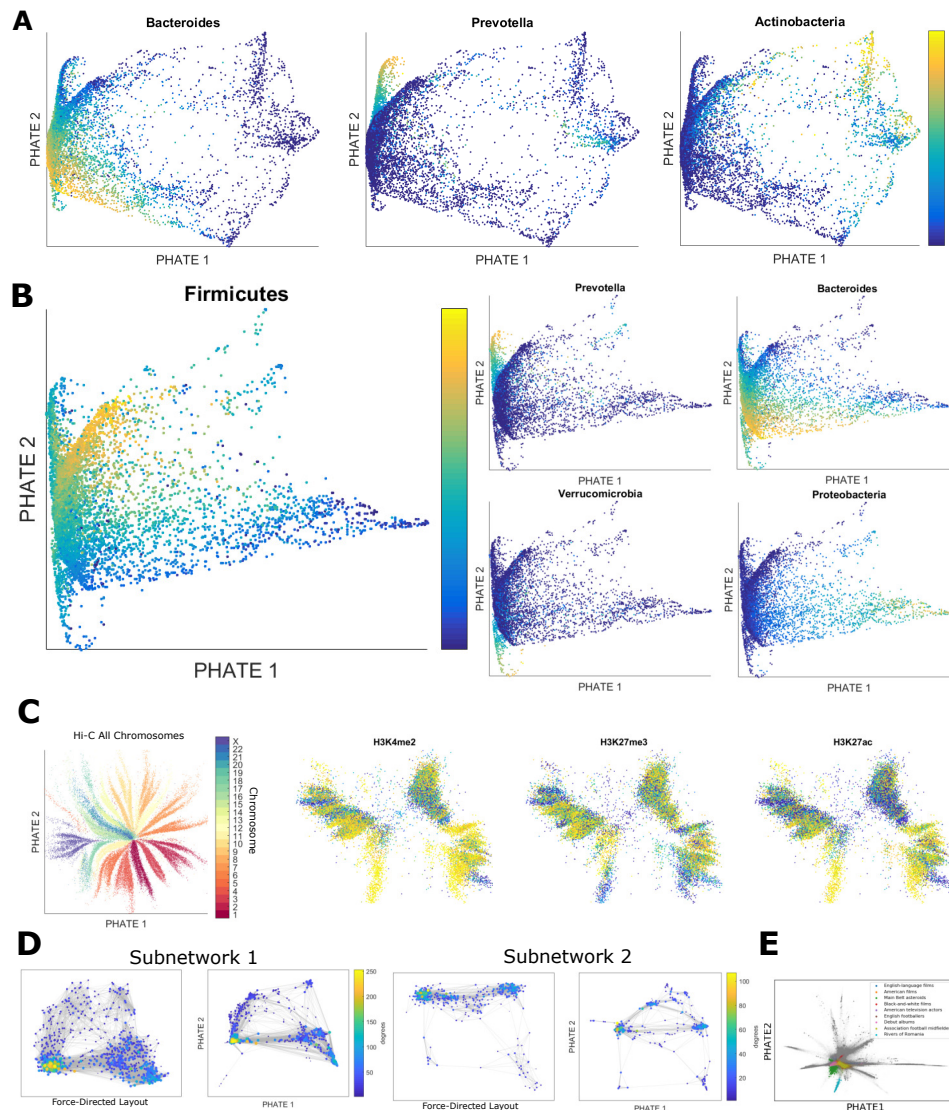 A
Bacteroides
Prevotella
Actinobacteria
PHATE 2
PHATE 2
PHATE 2
PHATE 1
PHATE 1
PHATE 1
B
Firmicutes
PHATE 2
PHATE 1
Prevotella
Bacteroides
PHATE 2
PHATE 2
PHATE 1
PHATE 1
Verrucomicrobia
Proteobacteria
PHATE 2
PHATE 2
PHATE 1
PHATE 1
C
Hi-C All Chromosomes
PHATE 2
PHATE 1
X
22
21
20
19
18
17
16
15
14
13
12
11
10
9
8
7
6
5
4
3
2
1
Chromosome
H3K4me2
H3K27me3
H3K27ac
D
Subnetwork 1
Force-Directed Layout
PHATE 2
PHATE 1
250
200
150
100
50
degrees
Subnetwork 2
Force-Directed Layout
PHATE 2
PHATE 1
100
80
60
40
20
degrees
E
PHATE2
PHATE1
English-language films
American films
Main Belt asteroids
Black-and-white films
American television actors
English footballers
Debut albums
Association football midfielders
Rivers of Romania